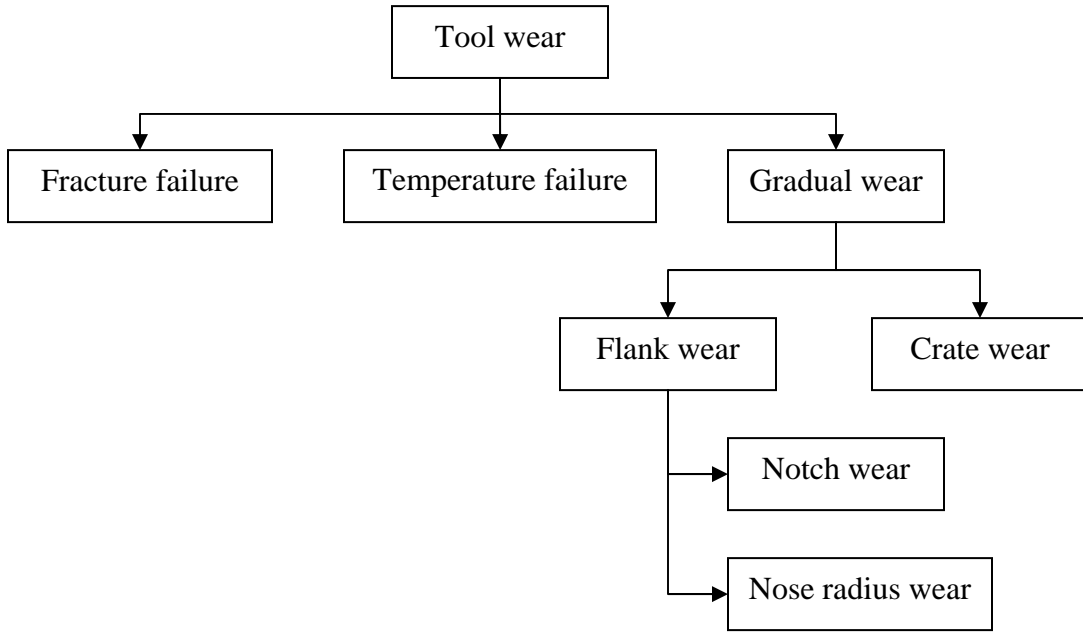 Tool wear
Fracture failure
Temperature failure
Gradual wear
Flank wear
Crate wear
Notch wear
Nose radius wear